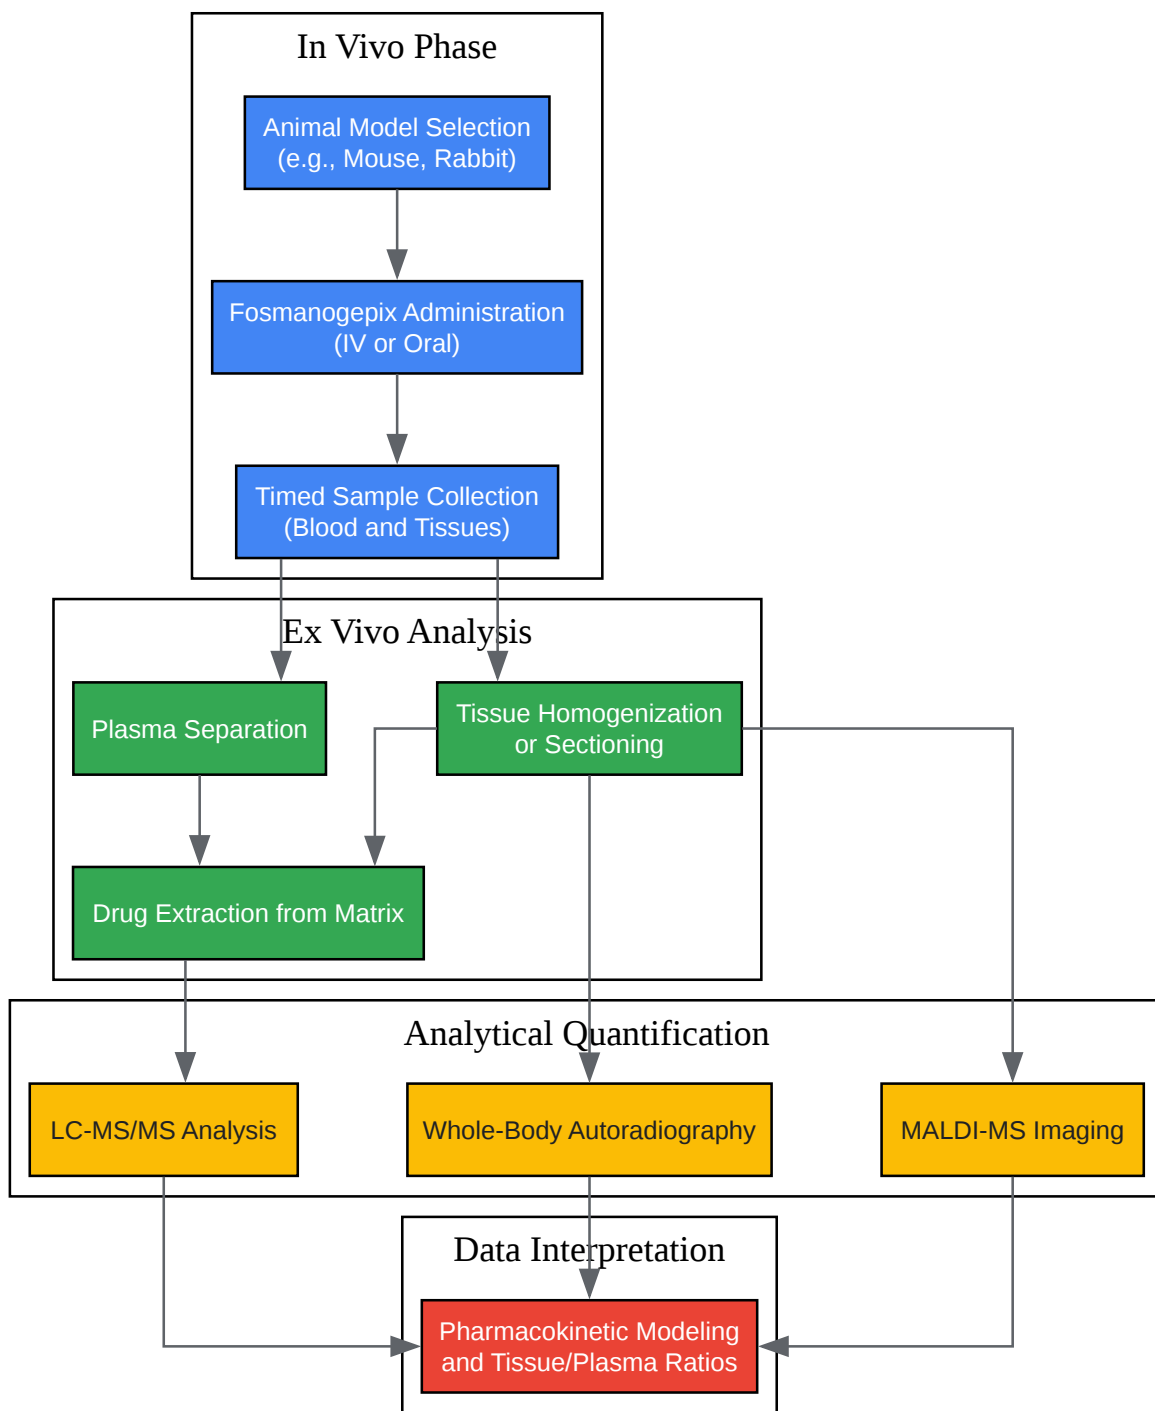 In Vivo Phase
Animal Model Selection
(e.g., Mouse, Rabbit)
Fosmanogepix Administration
(IV or Oral)
Timed Sample Collection
(Blood and Tissues)
Ex Vivo Analysis
Plasma Separation
Tissue Homogenization
or Sectioning
Drug Extraction from Matrix
Analytical Quantification
LC-MS/MS Analysis
Whole-Body Autoradiography
MALDI-MS Imaging
Data Interpretation
Pharmacokinetic Modeling
and Tissue/Plasma Ratios